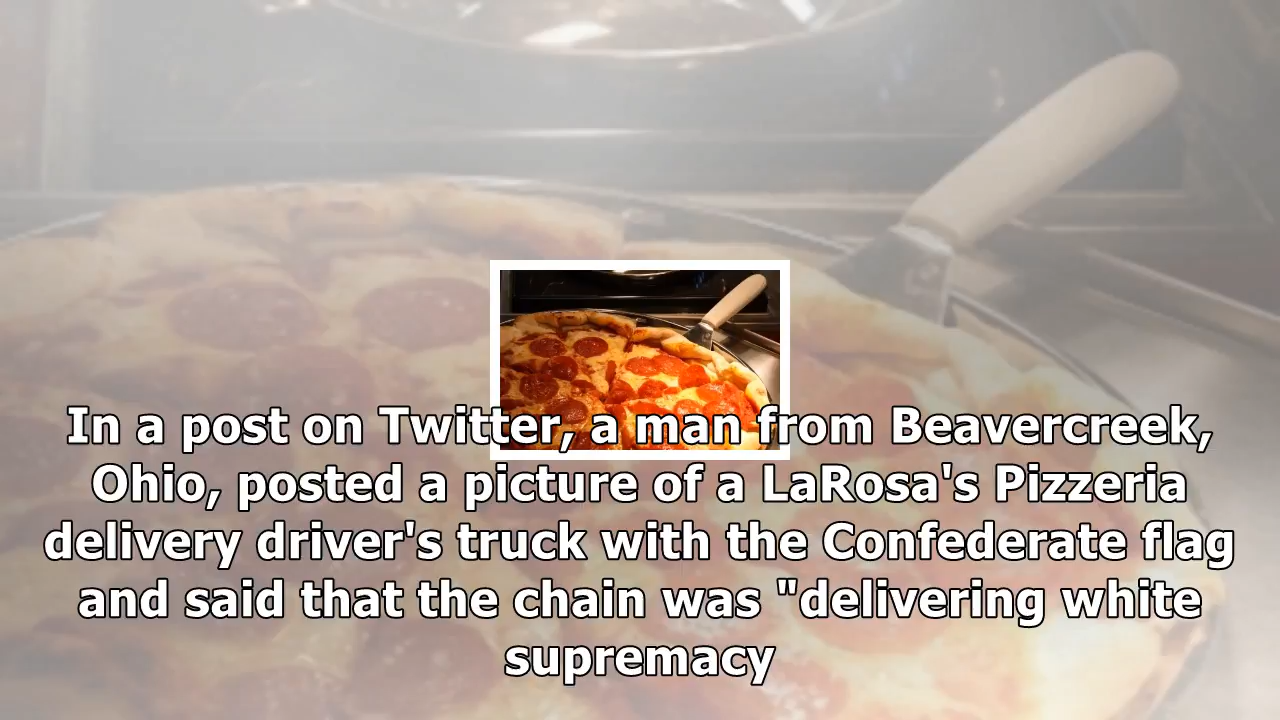 In a post on Twitter, a man from Beavercreek,
Ohio, posted a picture of a LaRosa's Pizzeria
delivery driver's truck with the Confederate flag
and said that the chain was "delivering white
supremacy